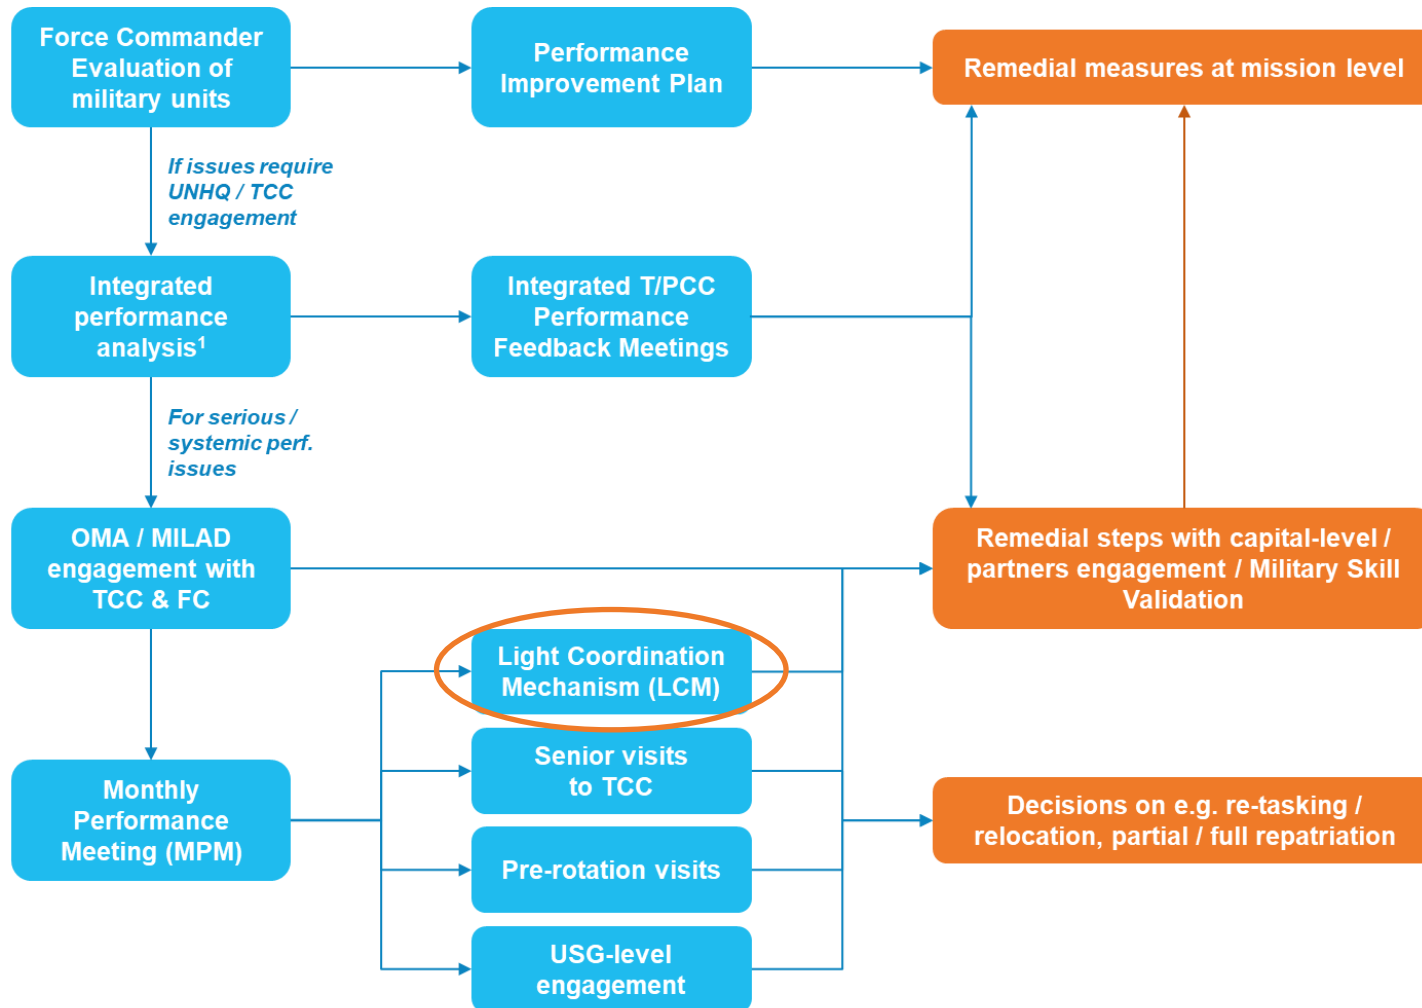 Force Commander
Evaluation of
military units
Performance
Improvement Plan
Remedial measures at mission level
If issues require
UNHQ / TCC
engagement
Integrated
performance
analysis¹
Integrated T/PCC
Performance
Feedback Meetings
For serious /
systemic perf.
issues
OMA / MILAD
engagement with
TCC & FC
Remedial steps with capital-level /
partners engagement / Military Skill
Validation
Light Coordination
Mechanism (LCM)
Senior visits
to TCC
Monthly
Performance
Meeting (MPM)
Decisions on e.g. re-tasking /
relocation, partial / full repatriation
Pre-rotation visits
USG-level
engagement